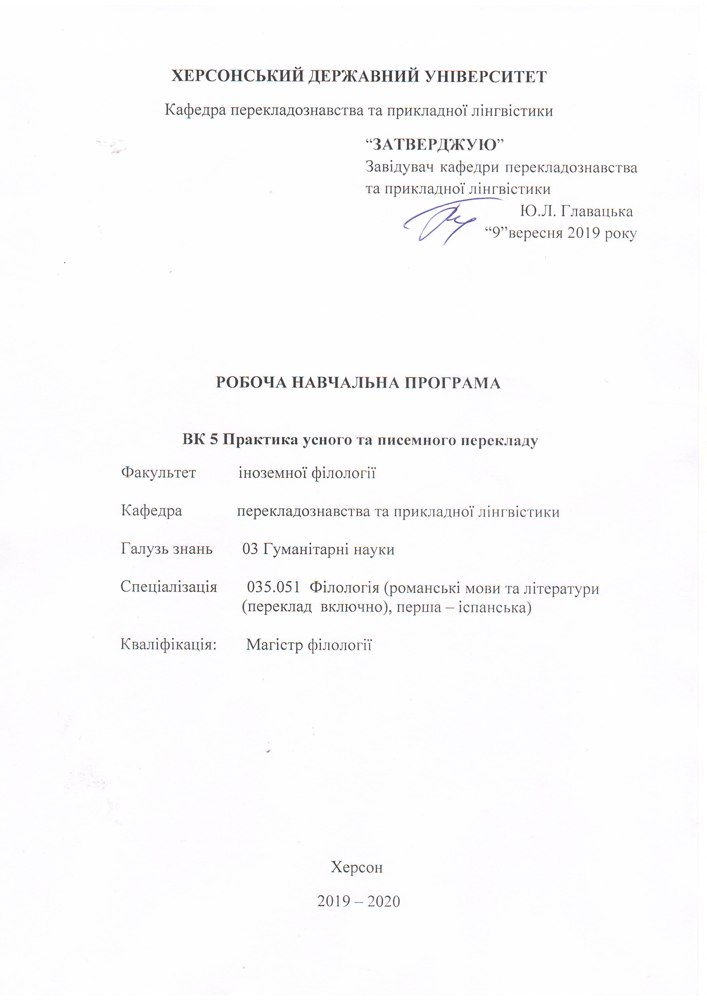 ХЕРСОНСЬКИЙ ДЕРЖАВНИЙ УНІВЕРСИТЕТ
Кафедра перекладознавства та прикладної лінгвістики
“ЗАТВЕРДЖУЮ”
Завідувач кафедри перекладознавства
та прикладної лінгвістики
Ю.Л. Главацька
“9”вересня 2019 року
РОБОЧА НАВЧАЛЬНА ПРОГРАМА
ВК 5 Практика усного та писемного перекладу
Факультет іноземної філології
Кафедра перекладознавства та прикладної лінгвістики
Галузь знань 03 Гуманітарні науки
Спеціалізація 035.051 Філологія (романські мови та літератури
(переклад включно), перша – іспанська)
Кваліфікація: Магістр філології
Херсон
2019 – 2020